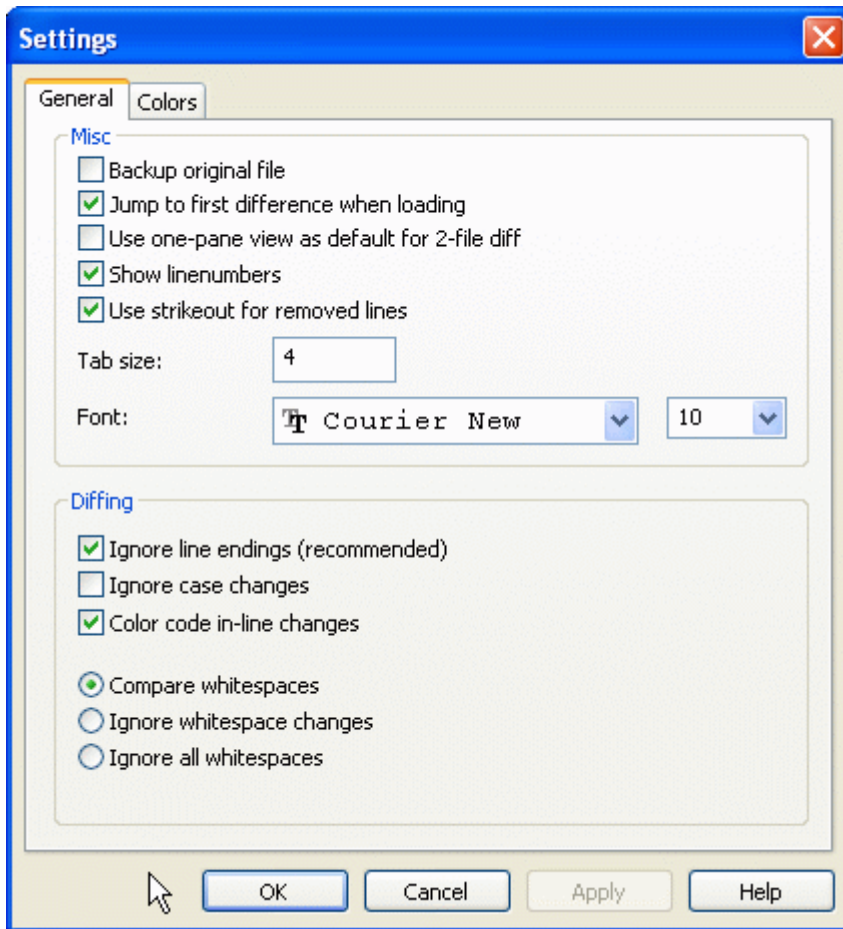 Settings
General Colors
Misc
Backup original file
Jump to first difference when loading
Use one-pane view as default for 2-file diff
Show linenumbers
Use strikeout for removed lines
Tab size: 4
Font: Courier New 10
Diffing
Ignore line endings (recommended)
Ignore case changes
Color code in-line changes
Compare whitespaces
Ignore whitespace changes
Ignore all whitespaces
OK Cancel Apply Help